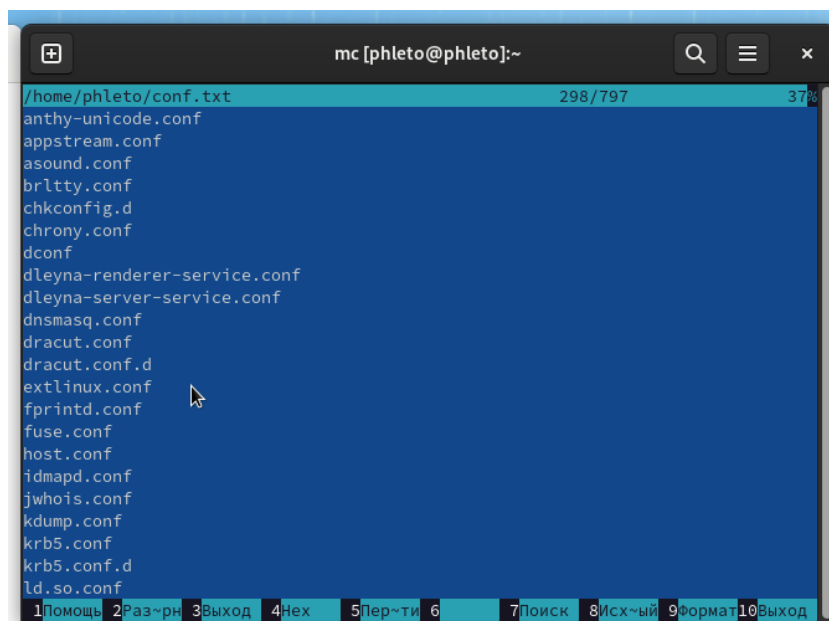 mc [phleto@phleto]:~
/home/phleto/conf.txt 298/797 37%
anthy-unicode.conf
appstream.conf
asound.conf
brltty.conf
chkconfig.d
chrony.conf
dconf
dleyna-renderer-service.conf
dleyna-server-service.conf
dnsmasq.conf
dracut.conf
dracut.conf.d
extlinux.conf
fprintd.conf
fuse.conf
host.conf
idmapd.conf
jwhois.conf
kdump.conf
krb5.conf
krb5.conf.d
ld.so.conf
1Помощь 2Раз~рн 3Выход 4Hex 5Пер~ти 6 7Поиск 8Исх~ый 9Формат 10Выход